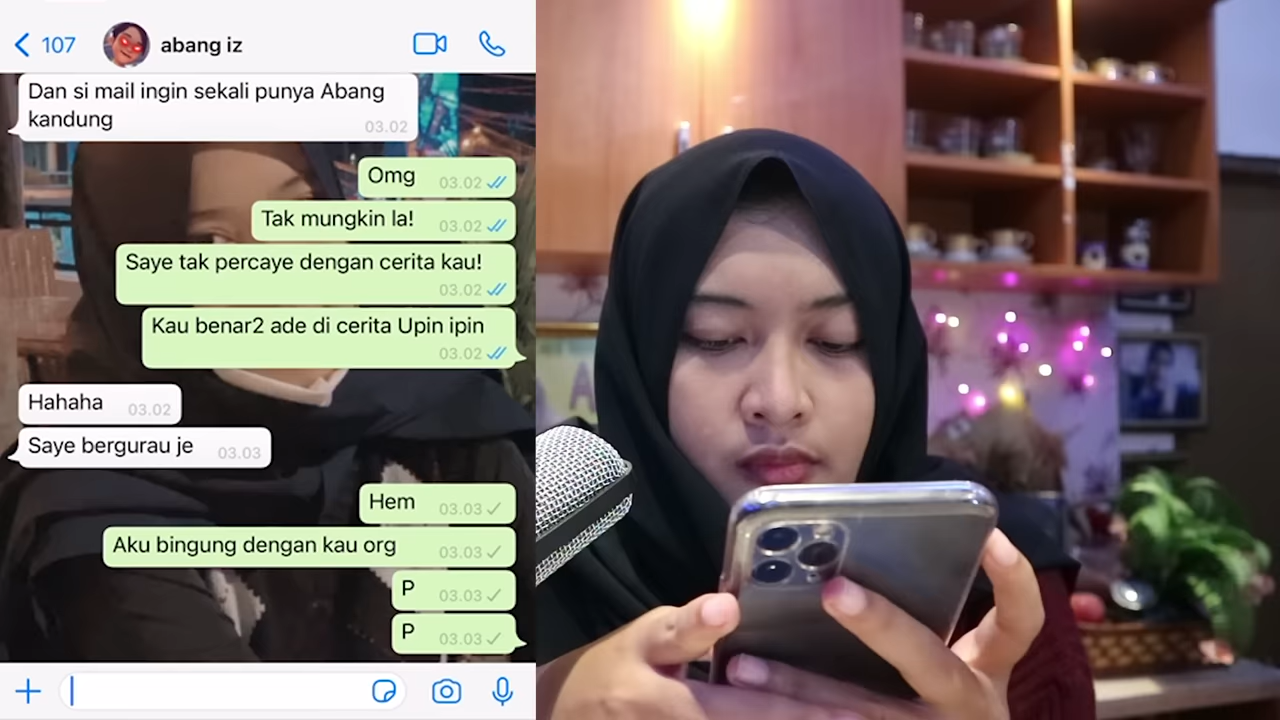 107
abang iz
Dan si mail ingin sekali punya Abang
kandung
03.02
Omg 03.02
Tak mungkin la! 03.02
Saye tak percaye dengan cerita kau!
03.02
Kau benar2 ade di cerita Upin ipin
03.02
Hahaha 03.02
Saye bergurau je 03.03
Hem 03.03
Aku bingung dengan kau org 03.03
P 03.03
P 03.03